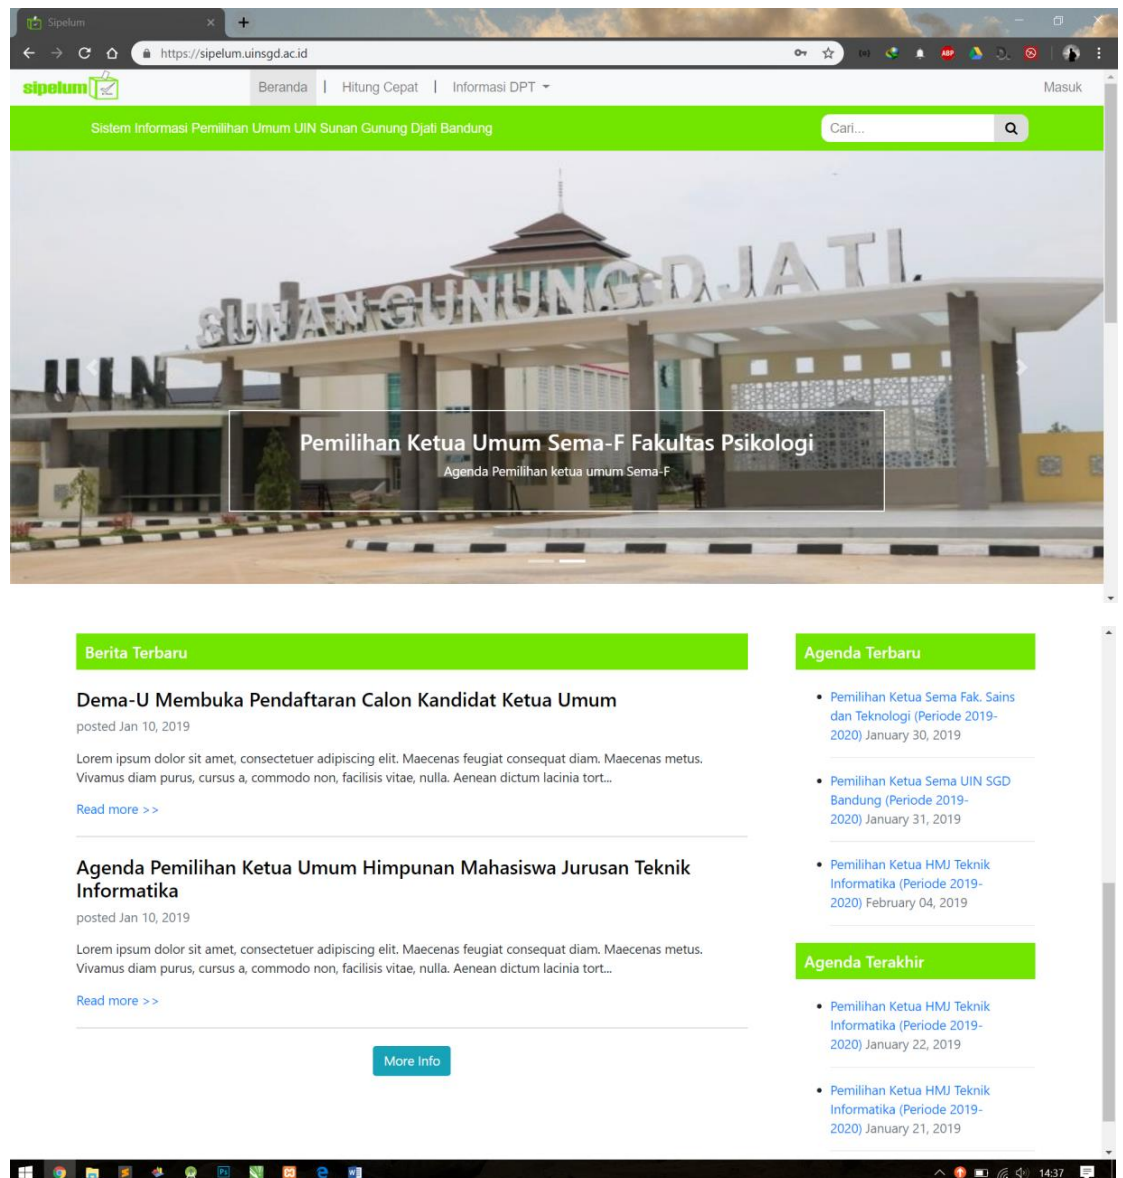 Sipelum
https://sipelum.uinsgd.ac.id
sipelum
Beranda | Hitung Cepat | Informasi DPT
Masuk
Sistem Informasi Pemilihan Umum UIN Sunan Gunung Djati Bandung
Cari...
UIN SUNAN GUNUNG DJATI
Pemilihan Ketua Umum Sema-F Fakultas Psikologi
Agenda Pemilihan ketua umum Sema-F
Berita Terbaru
Dema-U Membuka Pendaftaran Calon Kandidat Ketua Umum
posted Jan 10, 2019
Lorem ipsum dolor sit amet, consectetuer adipiscing elit. Maecenas feugiat consequat diam. Maecenas metus.
Vivamus diam purus, cursus a, commodo non, facilisis vitae, nulla. Aenean dictum lacinia tort...
Read more >>
Agenda Pemilihan Ketua Umum Himpunan Mahasiswa Jurusan Teknik
Informatika
posted Jan 10, 2019
Lorem ipsum dolor sit amet, consectetuer adipiscing elit. Maecenas feugiat consequat diam. Maecenas metus.
Vivamus diam purus, cursus a, commodo non, facilisis vitae, nulla. Aenean dictum lacinia tort...
Read more >>
More Info
Agenda Terbaru
Pemilihan Ketua Sema Fak. Sains
dan Teknologi (Periode 2019-
2020) January 30, 2019
Pemilihan Ketua Sema UIN SGD
Bandung (Periode 2019-
2020) January 31, 2019
Pemilihan Ketua HMJ Teknik
Informatika (Periode 2019-
2020) February 04, 2019
Agenda Terakhir
Pemilihan Ketua HMJ Teknik
Informatika (Periode 2019-
2020) January 22, 2019
Pemilihan Ketua HMJ Teknik
Informatika (Periode 2019-
2020) January 21, 2019
14:37